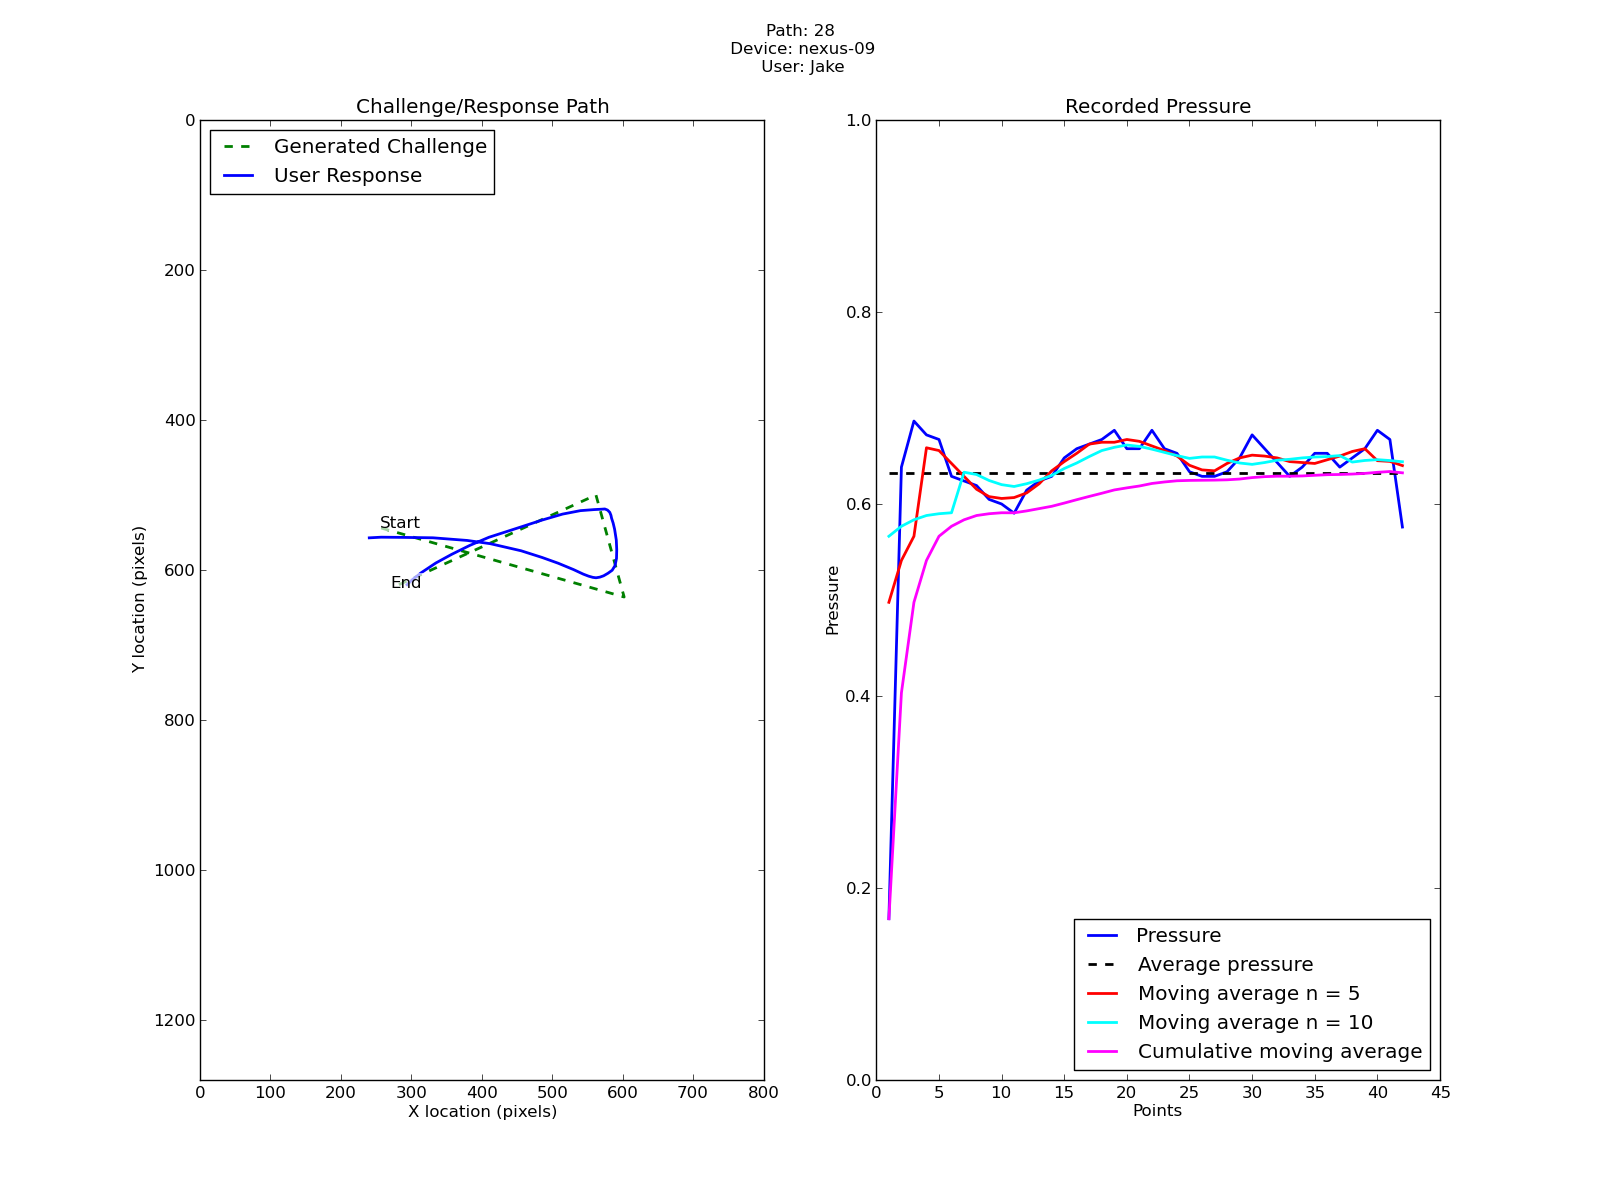 Path: 28
Device: nexus-09
User: Jake
Challenge/Response Path
Generated Challenge
User Response
Start
End
0
200
400
600
800
1000
1200
Y location (pixels)
0 100 200 300 400 500 600 700 800
X location (pixels)
Recorded Pressure
1.0
0.8
0.6
0.4
0.2
0.0
Pressure
Pressure
Average pressure
Moving average n = 5
Moving average n = 10
Cumulative moving average
0 5 10 15 20 25 30 35 40 45
Points